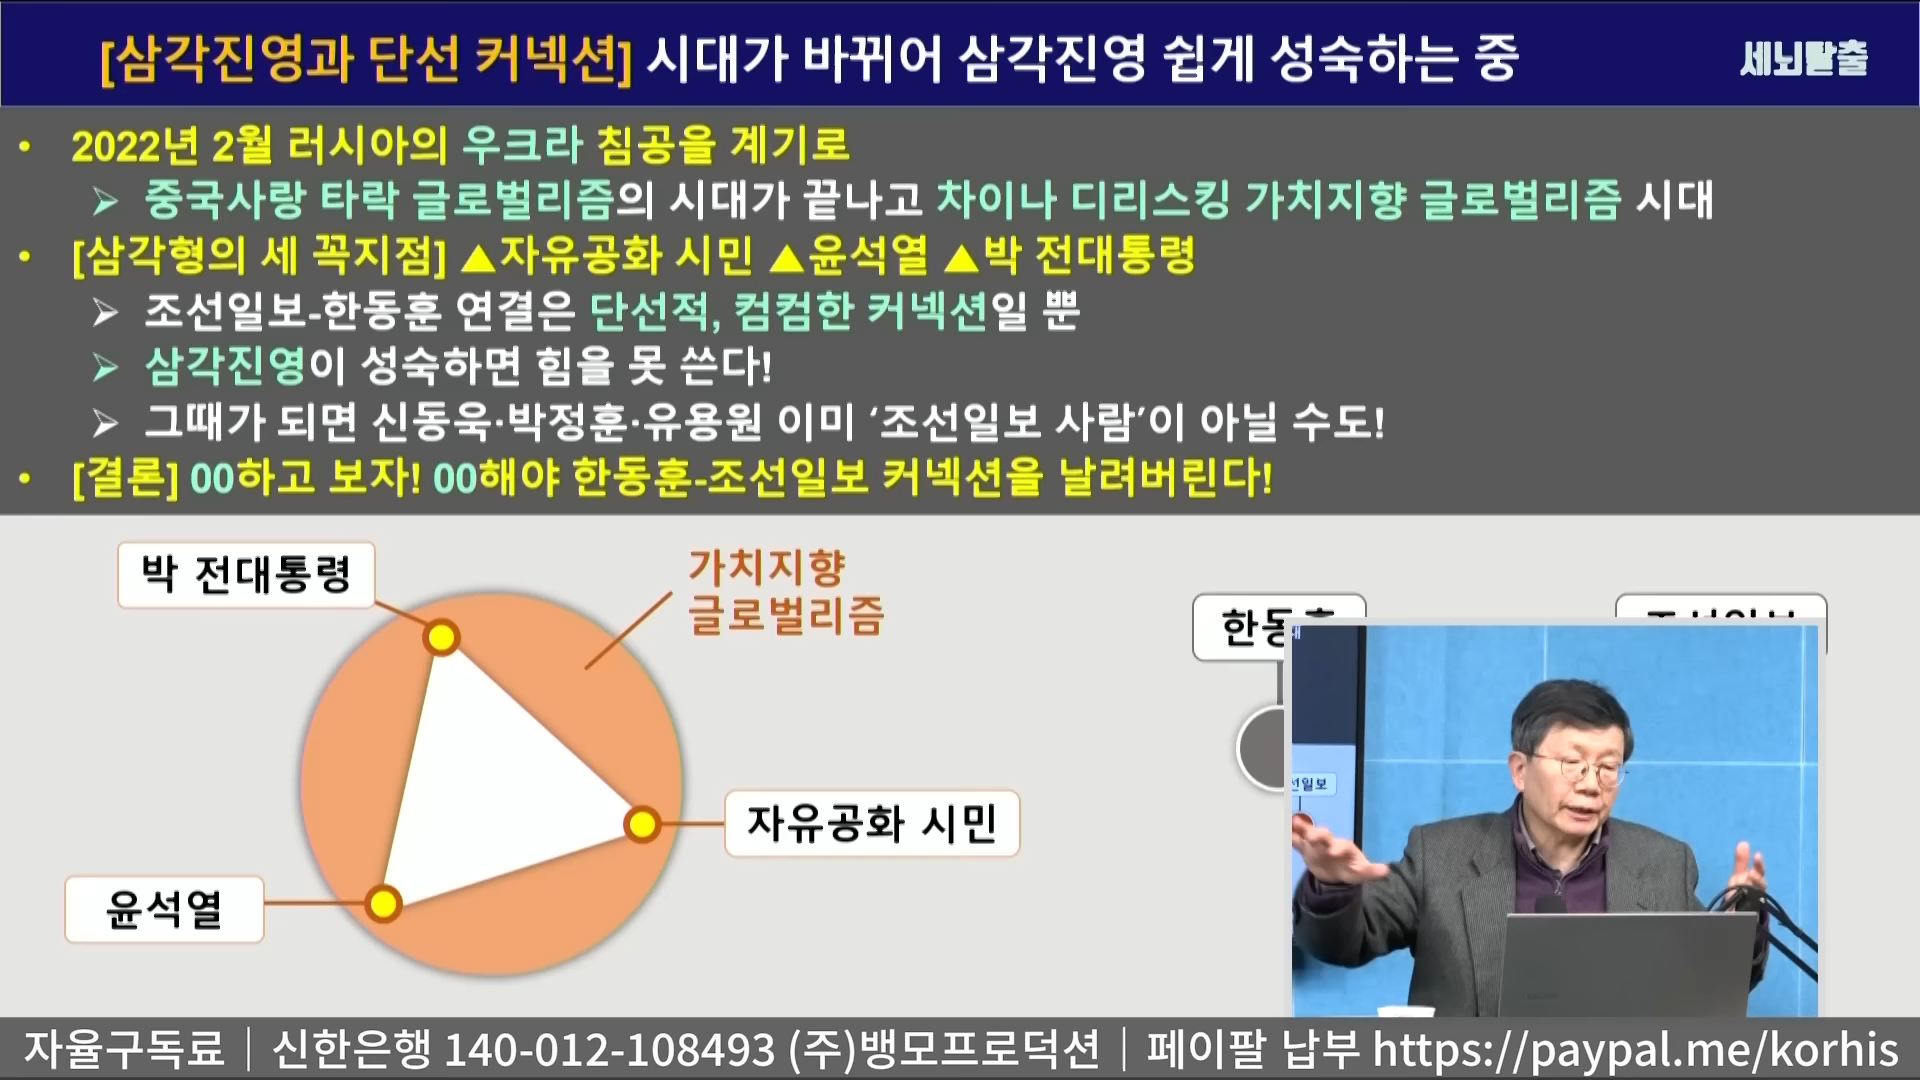 [삼각진영과 단선 커넥션] 시대가 바뀌어 삼각진영 쉽게 성숙하는 중
세뇌탈출
• 2022년 2월 러시아의 우크라 침공을 계기로
➢ 중국사랑 타락 글로벌리즘의 시대가 끝나고 차이나 디리스킹 가치지향 글로벌리즘 시대
• [삼각형의 세 꼭지점] ▲자유공화 시민 ▲윤석열 ▲박 전대통령
➢ 조선일보-한동훈 연결은 단선적, 컴컴한 커넥션일 뿐
➢ 삼각진영이 성숙하면 힘을 못 쓴다!
➢ 그때가 되면 신동욱·박정훈·유용원 이미 ‘조선일보 사람’이 아닐 수도!
• [결론] 00하고 보자! 00해야 한동훈-조선일보 커넥션을 날려버린다!
박 전대통령
가치지향
글로벌리즘
한동훈
조선일보
자유공화 시민
윤석열
선일보
자율구독료｜신한은행 140-012-108493 (주)뱅모프로덕션｜페이팔 납부 https://paypal.me/korhis